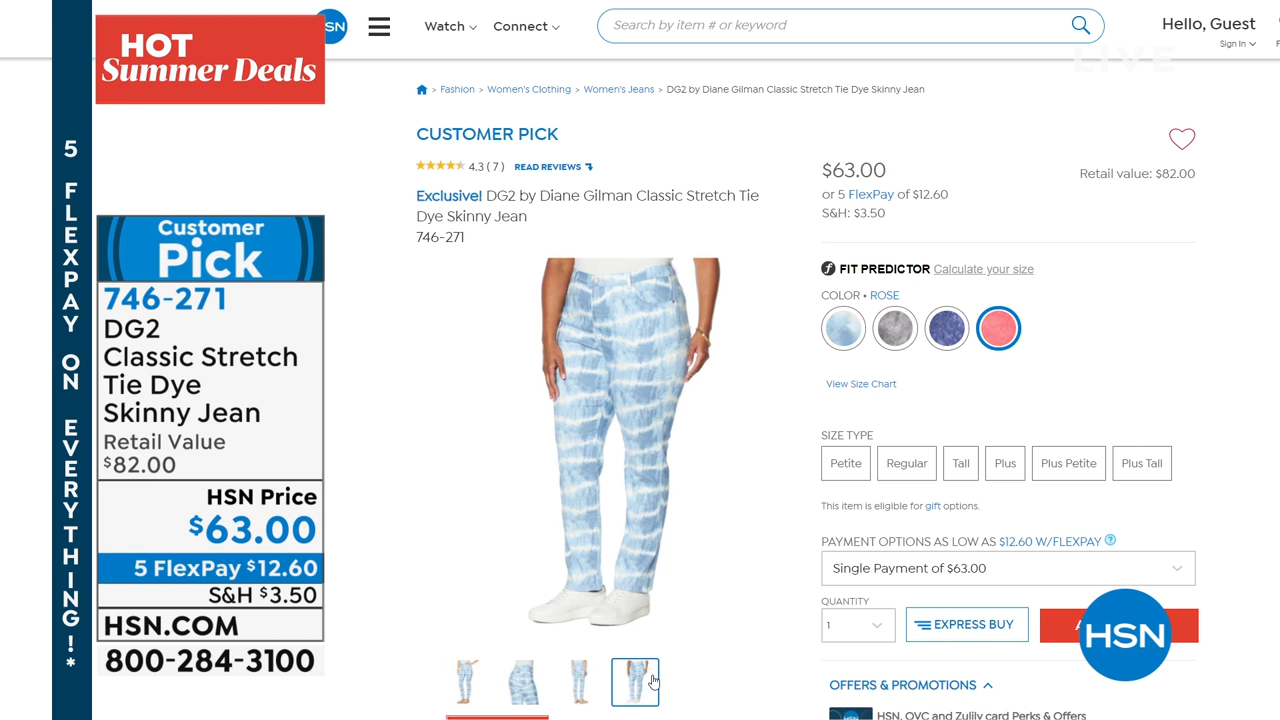 HOT
Summer Deals
5 FLEXPAY ON EVERYTHING!*
Customer
Pick
746-271
DG2
Classic Stretch
Tie Dye
Skinny Jean
Retail Value
$82.00
HSN Price
$63.00
5 FlexPay $12.60
S&H $3.50
HSN.COM
800-284-3100
SN
Watch
Connect
Search by item # or keyword
Hello, Guest
Sign In
LIVE
> Fashion > Women's Clothing > Women's Jeans > DG2 by Diane Gilman Classic Stretch Tie Dye Skinny Jean
CUSTOMER PICK
4.3 ( 7 ) READ REVIEWS
Exclusive! DG2 by Diane Gilman Classic Stretch Tie
Dye Skinny Jean
746-271
$63.00
Retail value: $82.00
or 5 FlexPay of $12.60
S&H: $3.50
FIT PREDICTOR Calculate your size
COLOR • ROSE
View Size Chart
SIZE TYPE
Petite Regular Tall Plus Plus Petite Plus Tall
This item is eligible for gift options.
PAYMENT OPTIONS AS LOW AS $12.60 W/FLEXPAY ?
Single Payment of $63.00
QUANTITY
1
EXPRESS BUY
HSN
OFFERS & PROMOTIONS
HSN, QVC and Zulily card Perks & Offers